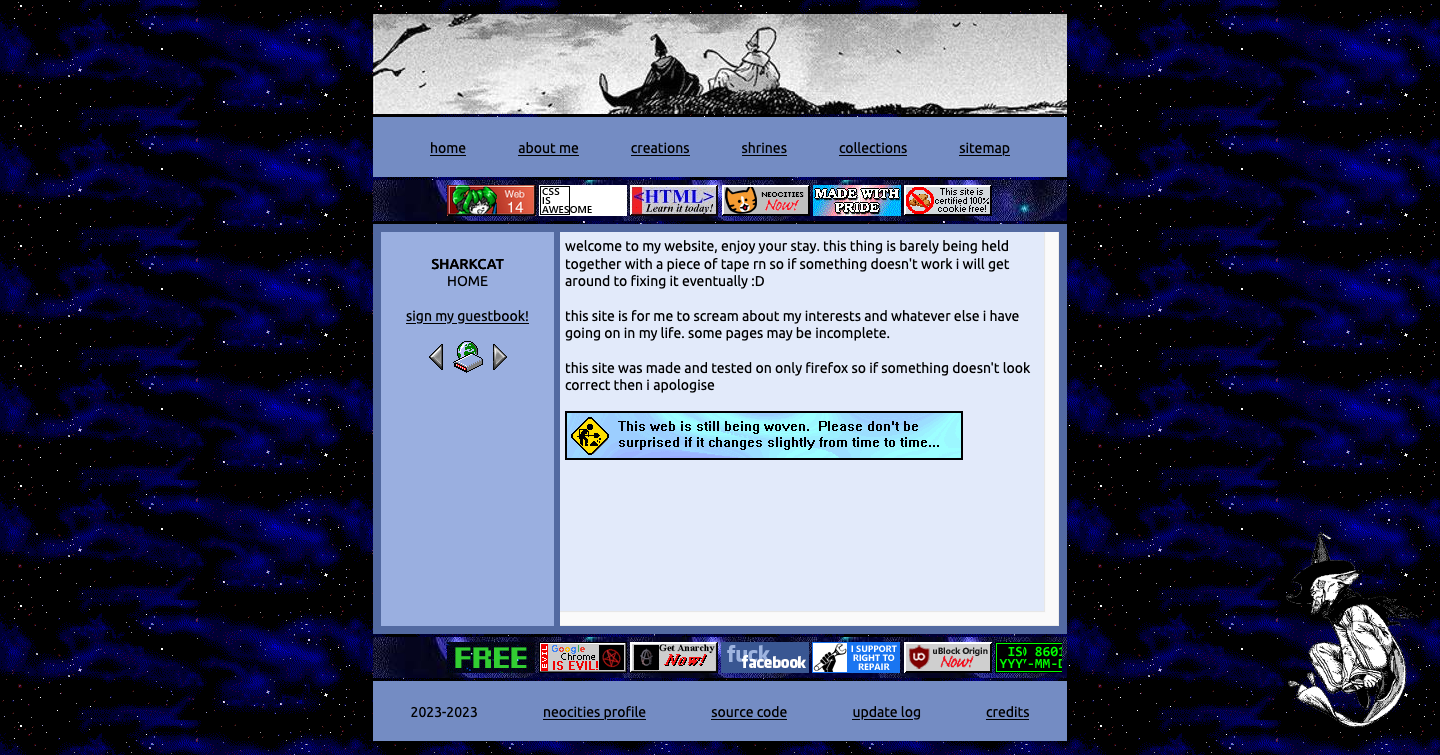 home about me creations shrines collections sitemap
Web 14
CSS
IS
AWESOME
<HTML>
Learn it today!
NEOCITIES
Now!
MADE WITH
PRIDE
This site is
certified 100%
cookie free!
SHARKCAT
HOME
sign my guestbook!
welcome to my website, enjoy your stay. this thing is barely being held
together with a piece of tape rn so if something doesn't work i will get
around to fixing it eventually :D
this site is for me to scream about my interests and whatever else i have
going on in my life. some pages may be incomplete.
this site was made and tested on only firefox so if something doesn't look
correct then i apologise
This web is still being woven. Please don't be
surprised if it changes slightly from time to time...
FREE
EVIL
Google
Chrome
IS EVIL!
Get Anarchy
Now!
fuck
facebook
I SUPPORT
RIGHT TO
REPAIR
uBlock Origin
Now!
ISO 8601
YYYY-MM-D
2023-2023 neocities profile source code update log credits